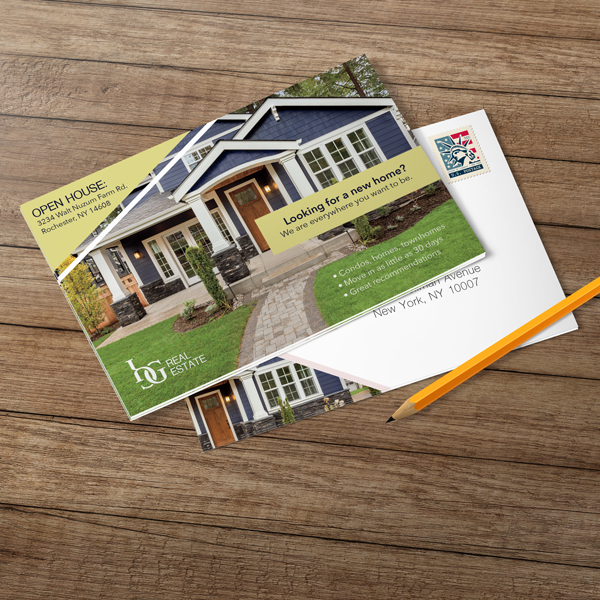 OPEN HOUSE:
3234 Walt Nuzum Farm Rd.
Rochester, NY 14608
Looking for a new home?
We are everywhere you want to be.
• Condos, homes, townhomes
• Move in as little as 30 days
• Great recommendations
REAL
ESTATE
Avenue
New York, NY 10007